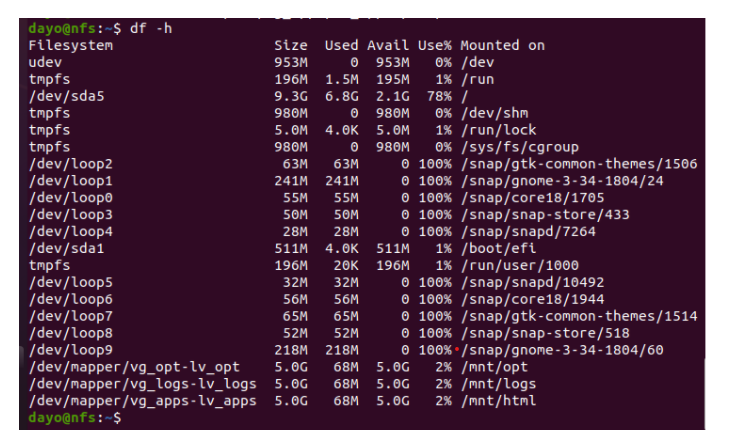 dayo@nfs:~$ df -h
Filesystem Size Used Avail Use% Mounted on
udev 953M 0 953M 0% /dev
tmpfs 196M 1.5M 195M 1% /run
/dev/sda5 9.3G 6.8G 2.1G 78% /
tmpfs 980M 0 980M 0% /dev/shm
tmpfs 5.0M 4.0K 5.0M 1% /run/lock
tmpfs 980M 0 980M 0% /sys/fs/cgroup
/dev/loop2 63M 63M 0 100% /snap/gtk-common-themes/1506
/dev/loop1 241M 241M 0 100% /snap/gnome-3-34-1804/24
/dev/loop0 55M 55M 0 100% /snap/core18/1705
/dev/loop3 50M 50M 0 100% /snap/snap-store/433
/dev/loop4 28M 28M 0 100% /snap/snapd/7264
/dev/sda1 511M 4.0K 511M 1% /boot/efi
tmpfs 196M 20K 196M 1% /run/user/1000
/dev/loop5 32M 32M 0 100% /snap/snapd/10492
/dev/loop6 56M 56M 0 100% /snap/core18/1944
/dev/loop7 65M 65M 0 100% /snap/gtk-common-themes/1514
/dev/loop8 52M 52M 0 100% /snap/snap-store/518
/dev/loop9 218M 218M 0 100% /snap/gnome-3-34-1804/60
/dev/mapper/vg_opt-lv_opt 5.0G 68M 5.0G 2% /mnt/opt
/dev/mapper/vg_logs-lv_logs 5.0G 68M 5.0G 2% /mnt/logs
/dev/mapper/vg_apps-lv_apps 5.0G 68M 5.0G 2% /mnt/html
dayo@nfs:~$